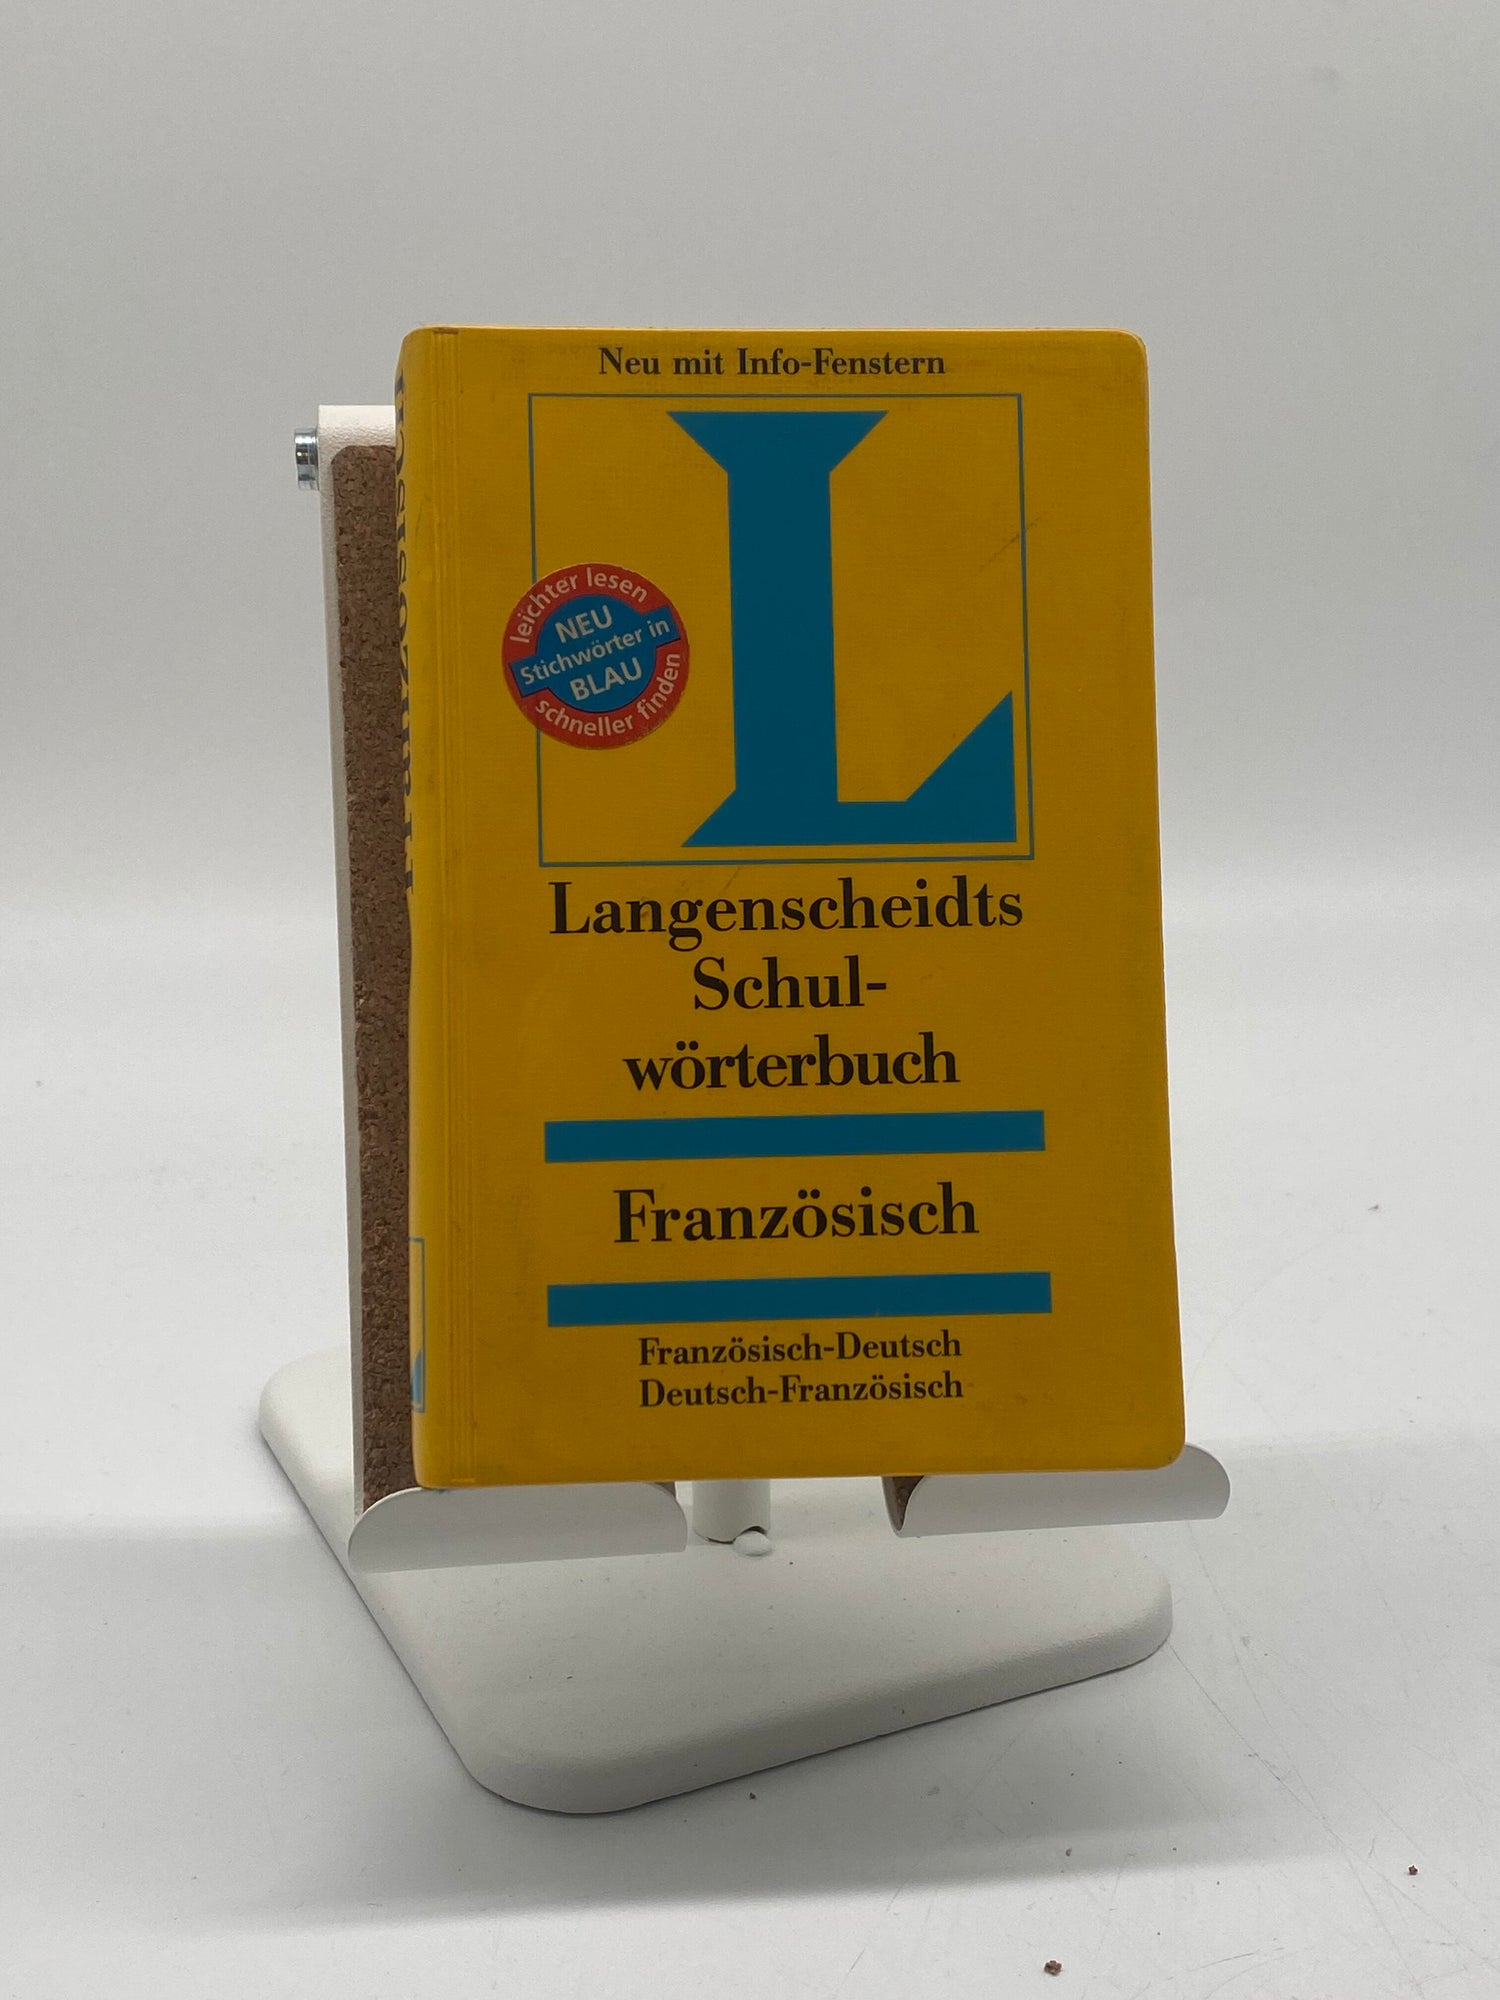 Neu mit Info-Fenstern
L
leichter lesen
NEU
Stichwörter in
BLAU
schneller finden
Langenscheidts
Schul-
wörterbuch
Französisch
Französisch-Deutsch
Deutsch-Französisch